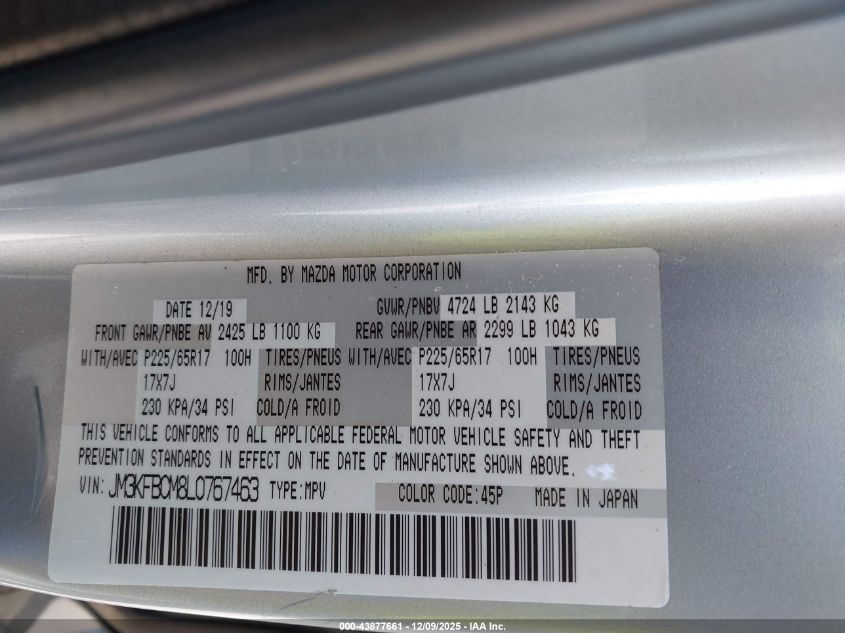 MFD. BY MAZDA MOTOR CORPORATION
DATE 12/19 GVWR/PNBV 4724 LB 2143 KG
FRONT GAWR/PNBE AV 2425 LB 1100 KG REAR GAWR/PNBE AR 2299 LB 1043 KG
WITH/AVEC P225/65R17 100H TIRES/PNEUS WITH/AVEC P225/65R17 100H TIRES/PNEUS
17X7J RIMS/JANTES 17X7J RIMS/JANTES
230 KPA/34 PSI COLD/A FROID 230 KPA/34 PSI COLD/A FROID
THIS VEHICLE CONFORMS TO ALL APPLICABLE FEDERAL MOTOR VEHICLE SAFETY AND THEFT
PREVENTION STANDARDS IN EFFECT ON THE DATE OF MANUFACTURE SHOWN ABOVE.
VIN: JM3KFBCM8L0767463 TYPE:MPV COLOR CODE:45P MADE IN JAPAN
000-43877661 - 12/09/2025 - IAA Inc.